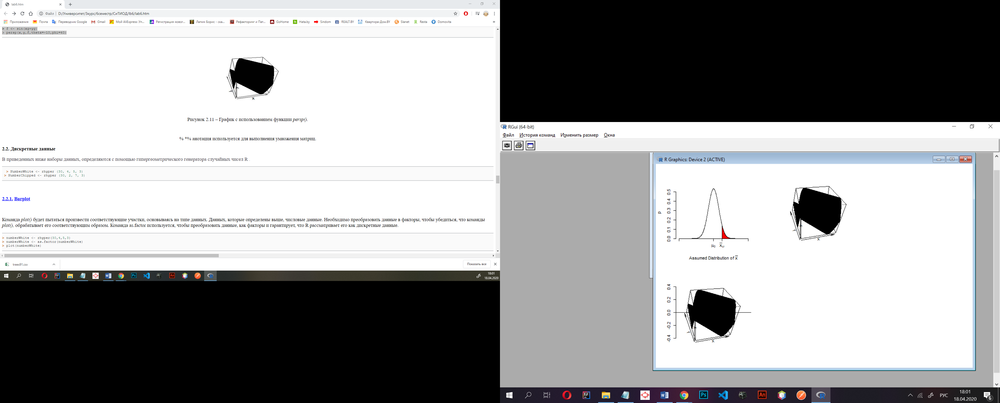 lab6.htm
Файл D:/Университет/3курс/6семестр/СиТИОД/lb6/lab6.htm
Приложения Почта Переводчик Google Gmail Мой AliExpress: Уп... Регистрация новог... Лапин Борис - ска... Рефакторинг и Пат... GoHome Hata.by Sindom REALT.BY Квартира-Дом.BY Slanet Resta Domovita »
> f <- sin(xg+yg)
> persp(x,y,f,theta=-10,phi=40)
x
Рисунок 2.11 – График с использованием функции persp().
% *% анотация используется для выполнения умножения матриц.
2.2. Дискретные данные
В приведенных ниже наборы данных, определяются с помощью гипергеометрического генератора случайных чисел R .
> NumberWhite <- rhyper (30, 4, 5, 3)
> NumberChipped <- rhyper (30, 2, 7, 3)
2.2.1. Barplot
Команда plot() будет пытаться произвести соответствующие участки, основываясь на типе данных. Данных, которые определены выше, числовые данные. Необходимо преобразовать данные в факторы, чтобы убедиться, что команды
plot(), обрабатывает его соответствующим образом. Команда as.factor используется, чтобы преобразовать данные, как факторы и гарантирует, что R рассматривает его как дискретные данные.
> numberWhite <- rhyper(30,4,5,3)
> numberWhite <- as.factor(numberWhite)
> plot(numberWhite)
trees91.csv
Показать все
18:01
18.04.2020
RGui (64-bit)
Файл История команд Изменить размер Окна
R Graphics: Device 2 (ACTIVE)
p
0.5
0.4
0.3
0.2
0.1
0.0
μ0 x̅cr
Assumed Distribution of x̅
x
0.4
0.2
0.0
-0.2
-0.4
x
РУС
18:01
18.04.2020
6